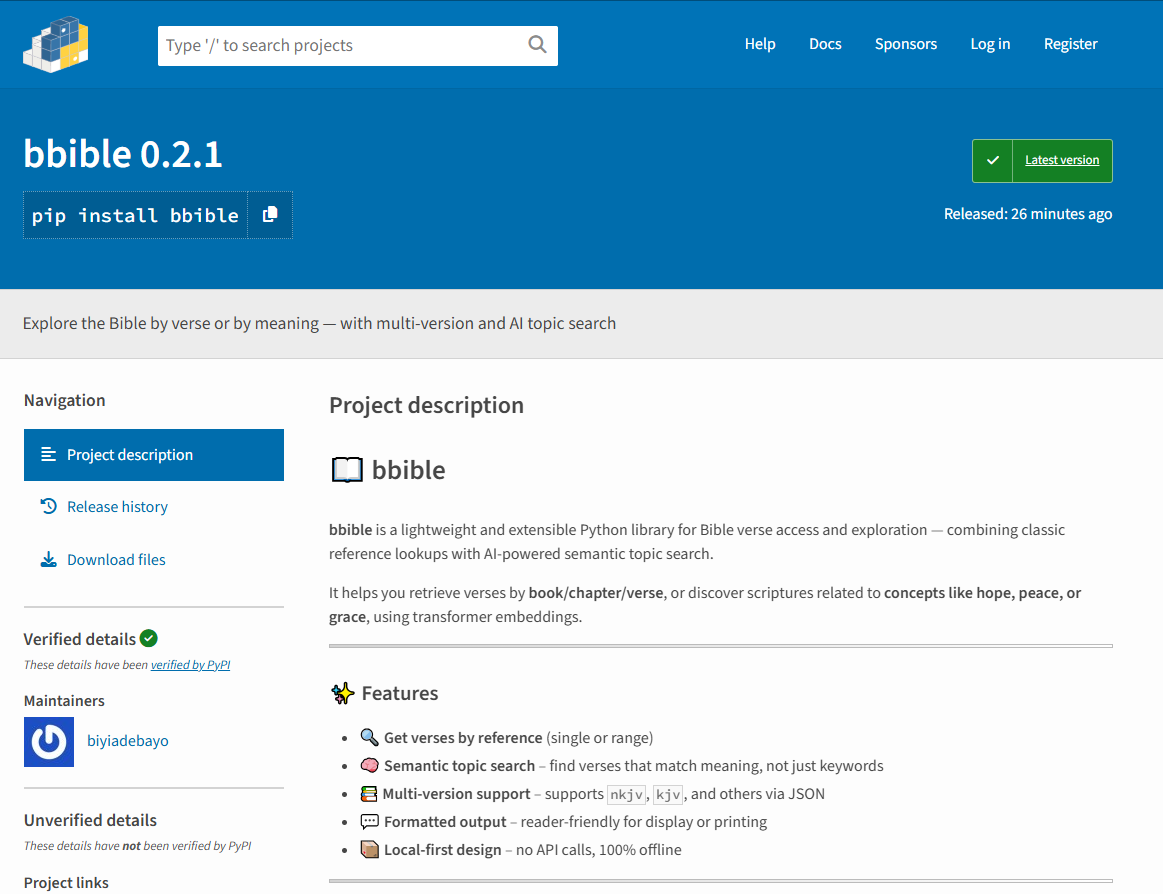 Type '/' to search projects
Help Docs Sponsors Log in Register
bbible 0.2.1
pip install bbible
Latest version
Released: 26 minutes ago
Explore the Bible by verse or by meaning — with multi-version and AI topic search
Navigation
Project description
Release history
Download files
Verified details
These details have been verified by PyPI
Maintainers
biyiadebayo
Unverified details
These details have not been verified by PyPI
Project links
Project description
📖 bbible
bbible is a lightweight and extensible Python library for Bible verse access and exploration — combining classic
reference lookups with AI-powered semantic topic search.
It helps you retrieve verses by book/chapter/verse, or discover scriptures related to concepts like hope, peace, or
grace, using transformer embeddings.
✨ Features
• 🔍 Get verses by reference (single or range)
• 🧠 Semantic topic search – find verses that match meaning, not just keywords
• 📚 Multi-version support – supports nkjv, kjv, and others via JSON
• 💬 Formatted output – reader-friendly for display or printing
• 📦 Local-first design – no API calls, 100% offline